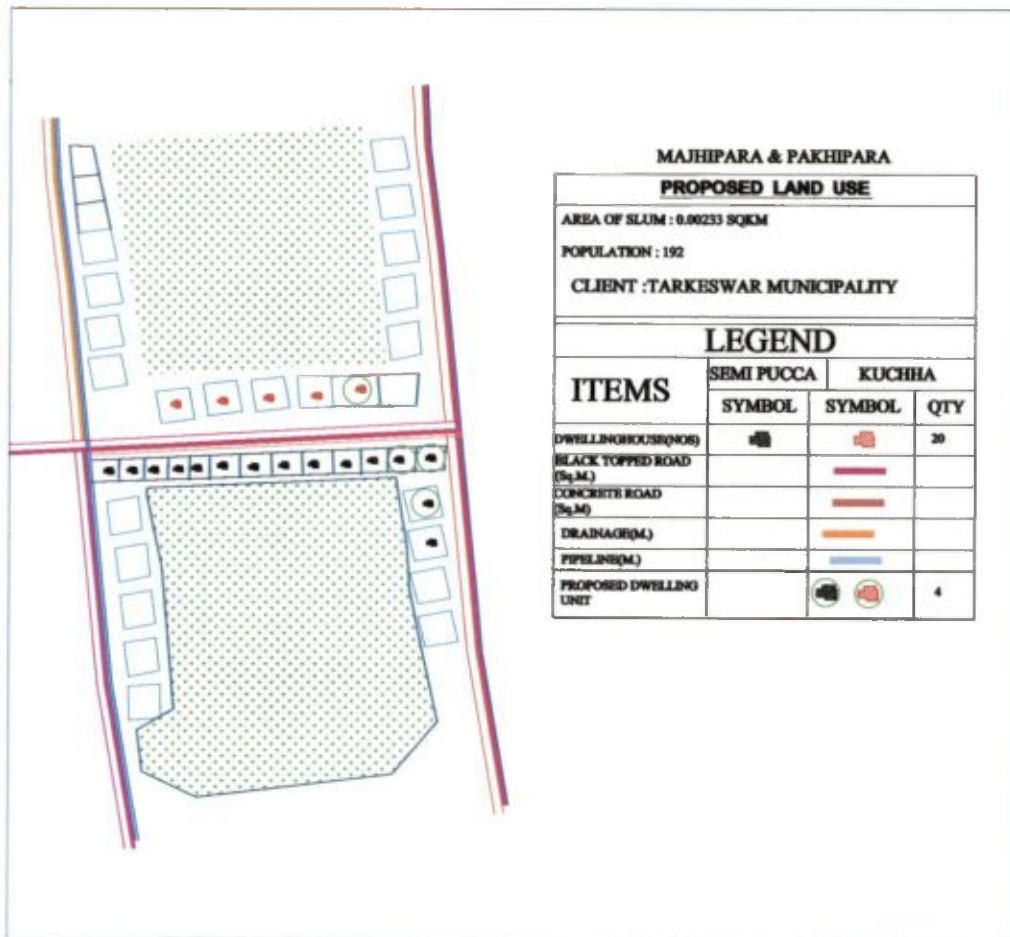 MAJHIPARA & PAKHIPARA
PROPOSED LAND USE
AREA OF SLUM : 0.00233 SQKM
POPULATION : 192
CLIENT :TARKESWAR MUNICIPALITY
LEGEND
ITEMS
SEMI PUCCA
KUCHHA
SYMBOL
SYMBOL
QTY
DWELLINGHOUSE(NOS)
20
BLACK TOPPED ROAD
(Sq.M.)
CONCRETE ROAD
(Sq.M)
DRAINAGE(M.)
PIPELINE(M.)
PROPOSED DWELLING
UNIT
4